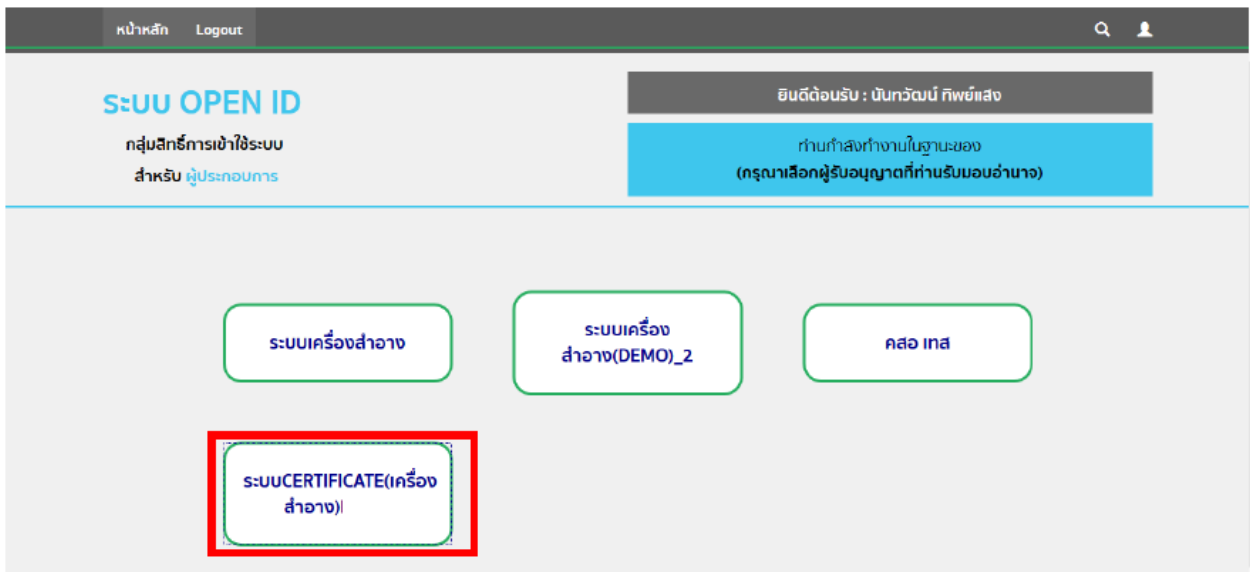 หน้าหลัก Logout
ระบบ OPEN ID
กลุ่มสิทธิ์การเข้าใช้ระบบ
สำหรับ ผู้ประกอบการ
ยินดีต้อนรับ : นันทวัฒน์ ทิพย์แสง
ท่านกำลังทำงานในฐานะของ
(กรุณาเลือกผู้รับอนุญาตที่ท่านรับมอบอำนาจ)
ระบบเครื่องสำอาง
ระบบเครื่อง
สำอาง(DEMO)_2
คสอ เทส
ระบบCERTIFICATE(เครื่อง
สำอาง)